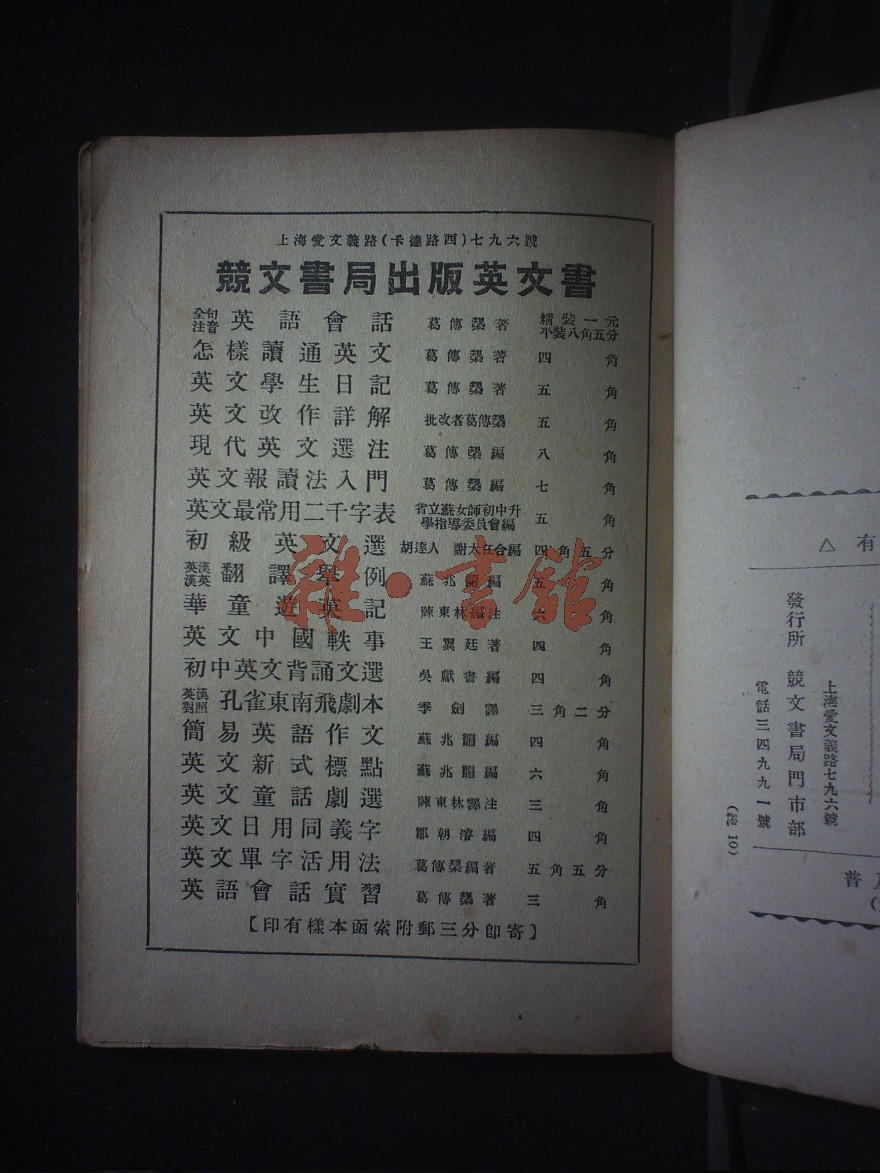 上海愛文義路(卡德路西)七九六號
競文書局出版英文書
全句注音 英語會話 葛傳槼著 精裝一元 平裝八角五分
怎樣讀通英文 葛傳槼著 四角
英文學生日記 葛傳槼著 五角
英文改作詳解 批改者葛傳槼 五角
現代英文選注 葛傳槼編 八角
英文報讀法入門 葛傳槼編 七角
英文最常用二千字表 省立蘇女師初中升學指導委員會編 五角
初級英文選 胡達人 謝大任合編 四角五分
英漢漢英 翻譯舉例 蘇兆龍編 五角
華童遊英記 陳東林編注 六角
英文中國軼事 王翼廷著 四角
初中英文背誦文選 吳獻書編 四角
英漢對照 孔雀東南飛劇本 季劍譯 三角二分
簡易英語作文 蘇兆龍編 四角
英文新式標點 蘇兆龍編 六角
英文童話劇選 陳東林譯注 三角
英文日用同義字 鄒朝濬編 四角
英文單字活用法 葛傳槼編著 五角五分
英語會話實習 葛傳槼著 三角
【印有樣本函索附郵三分即寄】
雜·書館
△有
發行所 競文書局門市部
上海愛文義路七九六號
電話三四九九一號
(總10)
普